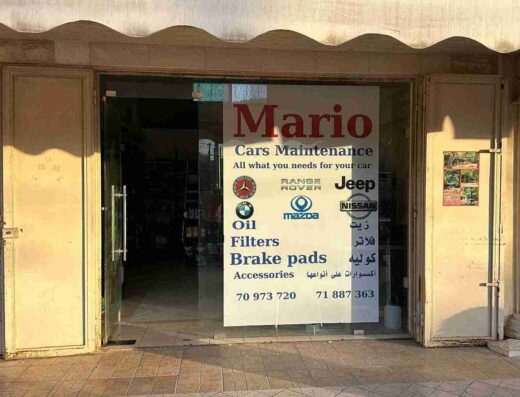 Mario
Cars Maintenance
All what you needs for your car
RANGE ROVER Jeep
mazda NISSAN
Oil زيت
Filters فلاتر
Brake pads كوليه
Accessories أكسسوارات على أنواعها
70 973 720 71 887 363